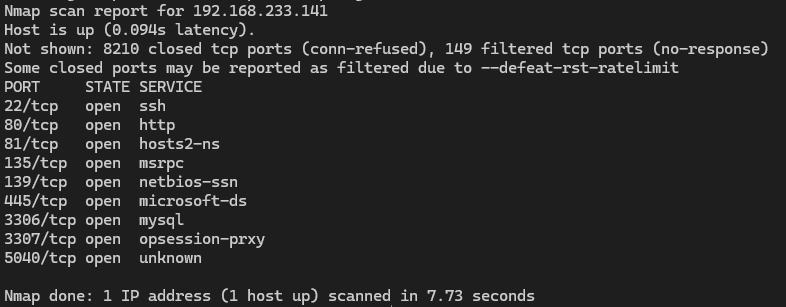 Nmap scan report for 192.168.233.141
Host is up (0.094s latency).
Not shown: 8210 closed tcp ports (conn-refused), 149 filtered tcp ports (no-response)
Some closed ports may be reported as filtered due to --defeat-rst-ratelimit
PORT     STATE SERVICE
22/tcp   open  ssh
80/tcp   open  http
81/tcp   open  hosts2-ns
135/tcp  open  msrpc
139/tcp  open  netbios-ssn
445/tcp  open  microsoft-ds
3306/tcp open  mysql
3307/tcp open  opsession-prxy
5040/tcp open  unknown
Nmap done: 1 IP address (1 host up) scanned in 7.73 seconds